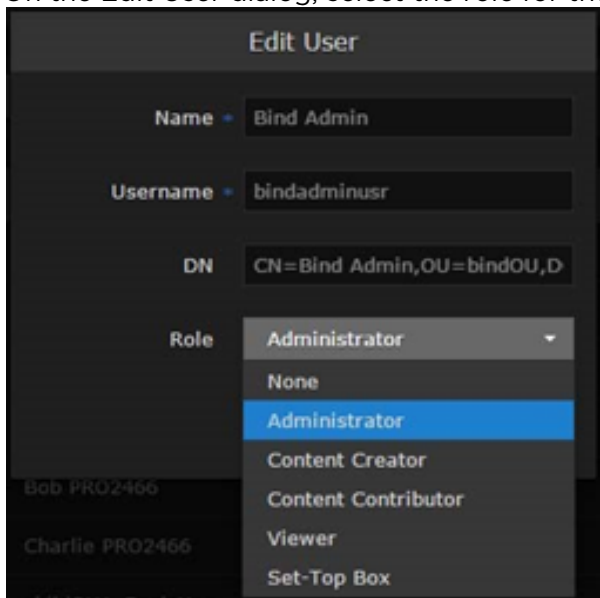 On the Edit User dialog, select the role for th
Edit User
Name * Bind Admin
Username * bindadminusr
DN CN=Bind Admin,OU=bindOU,D
Role Administrator
None
Administrator
Content Creator
Bob PRO2466
Content Contributor
Charlie PRO2466
Viewer
Set-Top Box